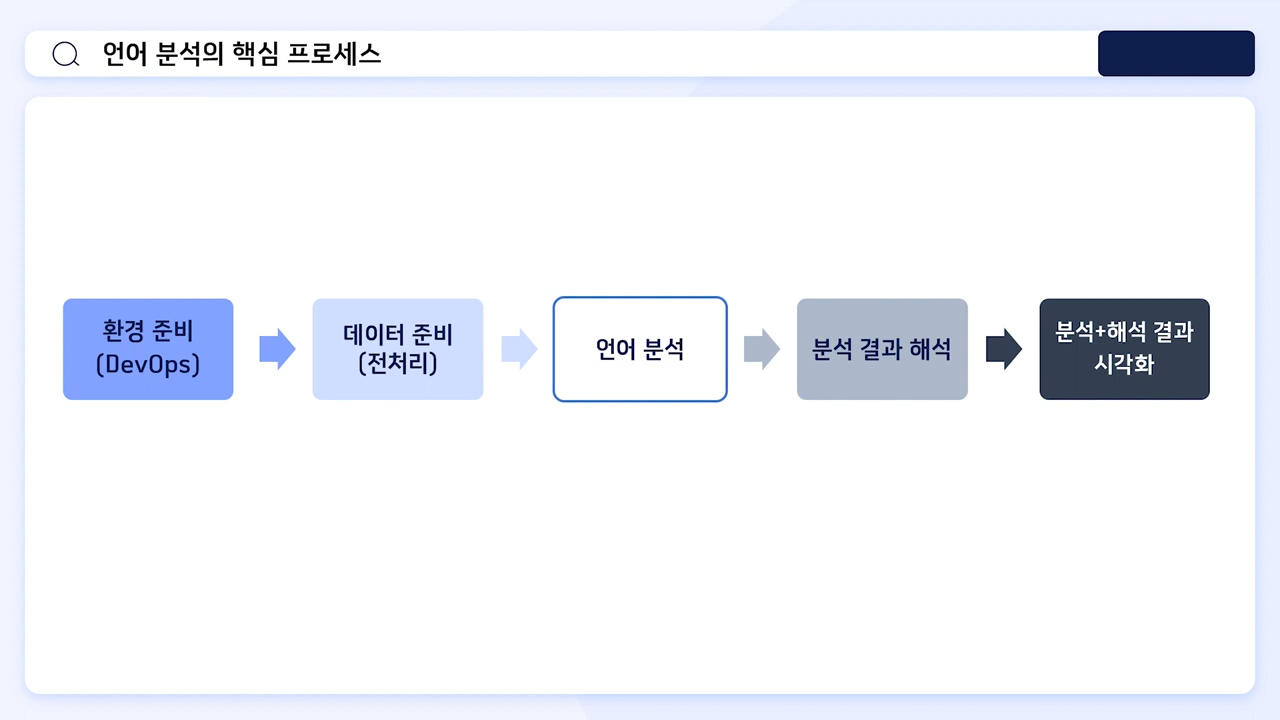 언어 분석의 핵심 프로세스
환경 준비
(DevOps)
데이터 준비
(전처리)
언어 분석
분석 결과 해석
분석+해석 결과
시각화